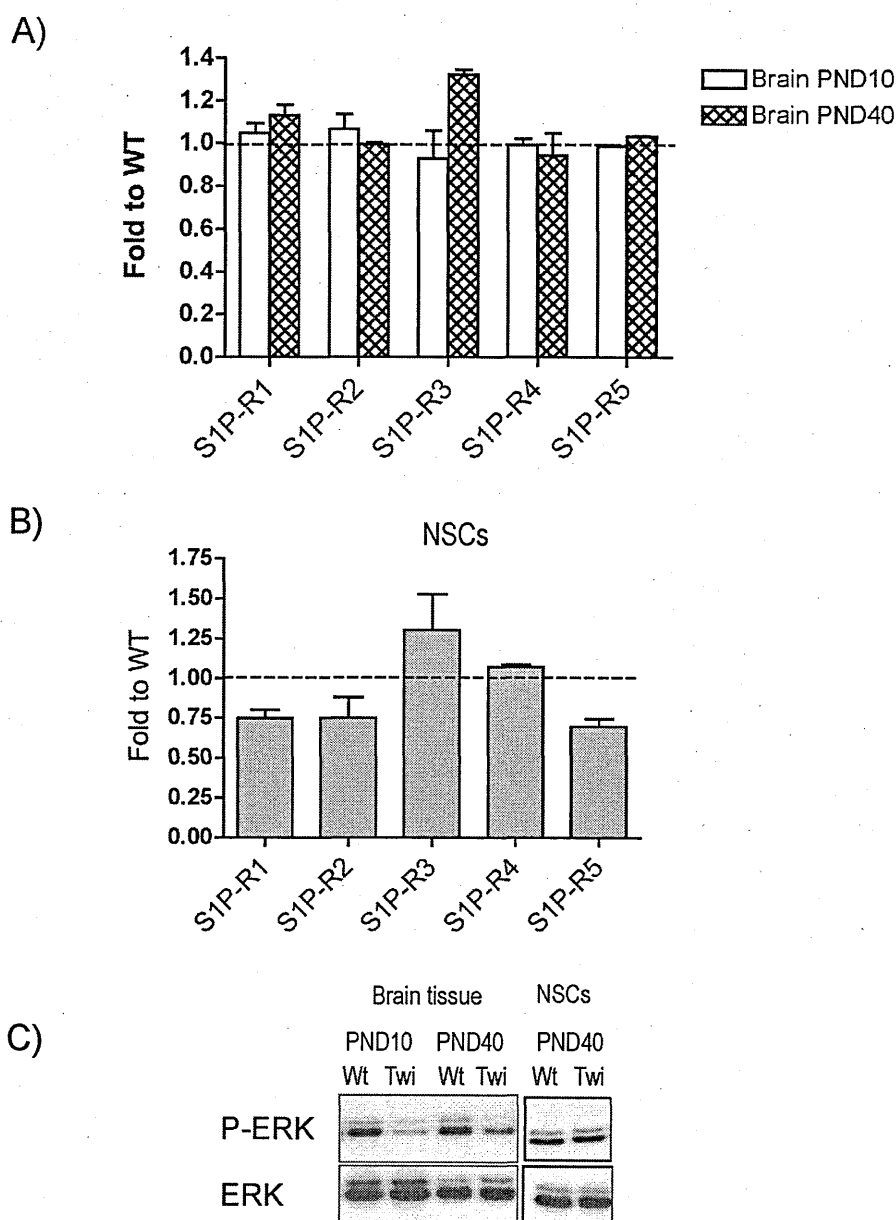 A)
Fold to WT
1.4
1.2
1.0
0.8
0.6
0.4
0.2
0.0
S1P-R1
S1P-R2
S1P-R3
S1P-R4
S1P-R5
Brain PND10
Brain PND40
B)
NSCs
Fold to WT
1.75
1.50
1.25
1.00
0.75
0.50
0.25
0.00
S1P-R1
S1P-R2
S1P-R3
S1P-R4
S1P-R5
C)
Brain tissue NSCs
PND10 PND40 PND40
Wt Twi Wt Twi Wt Twi
P-ERK
ERK